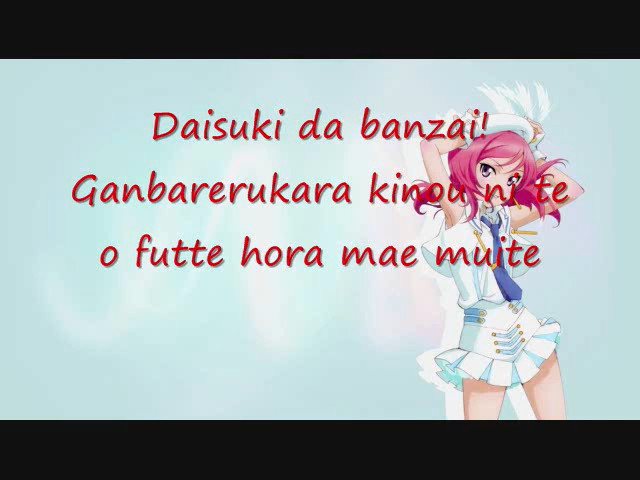 Daisuki da banzai!
Ganbarerukara kinou ni te
o futte hora mae muite